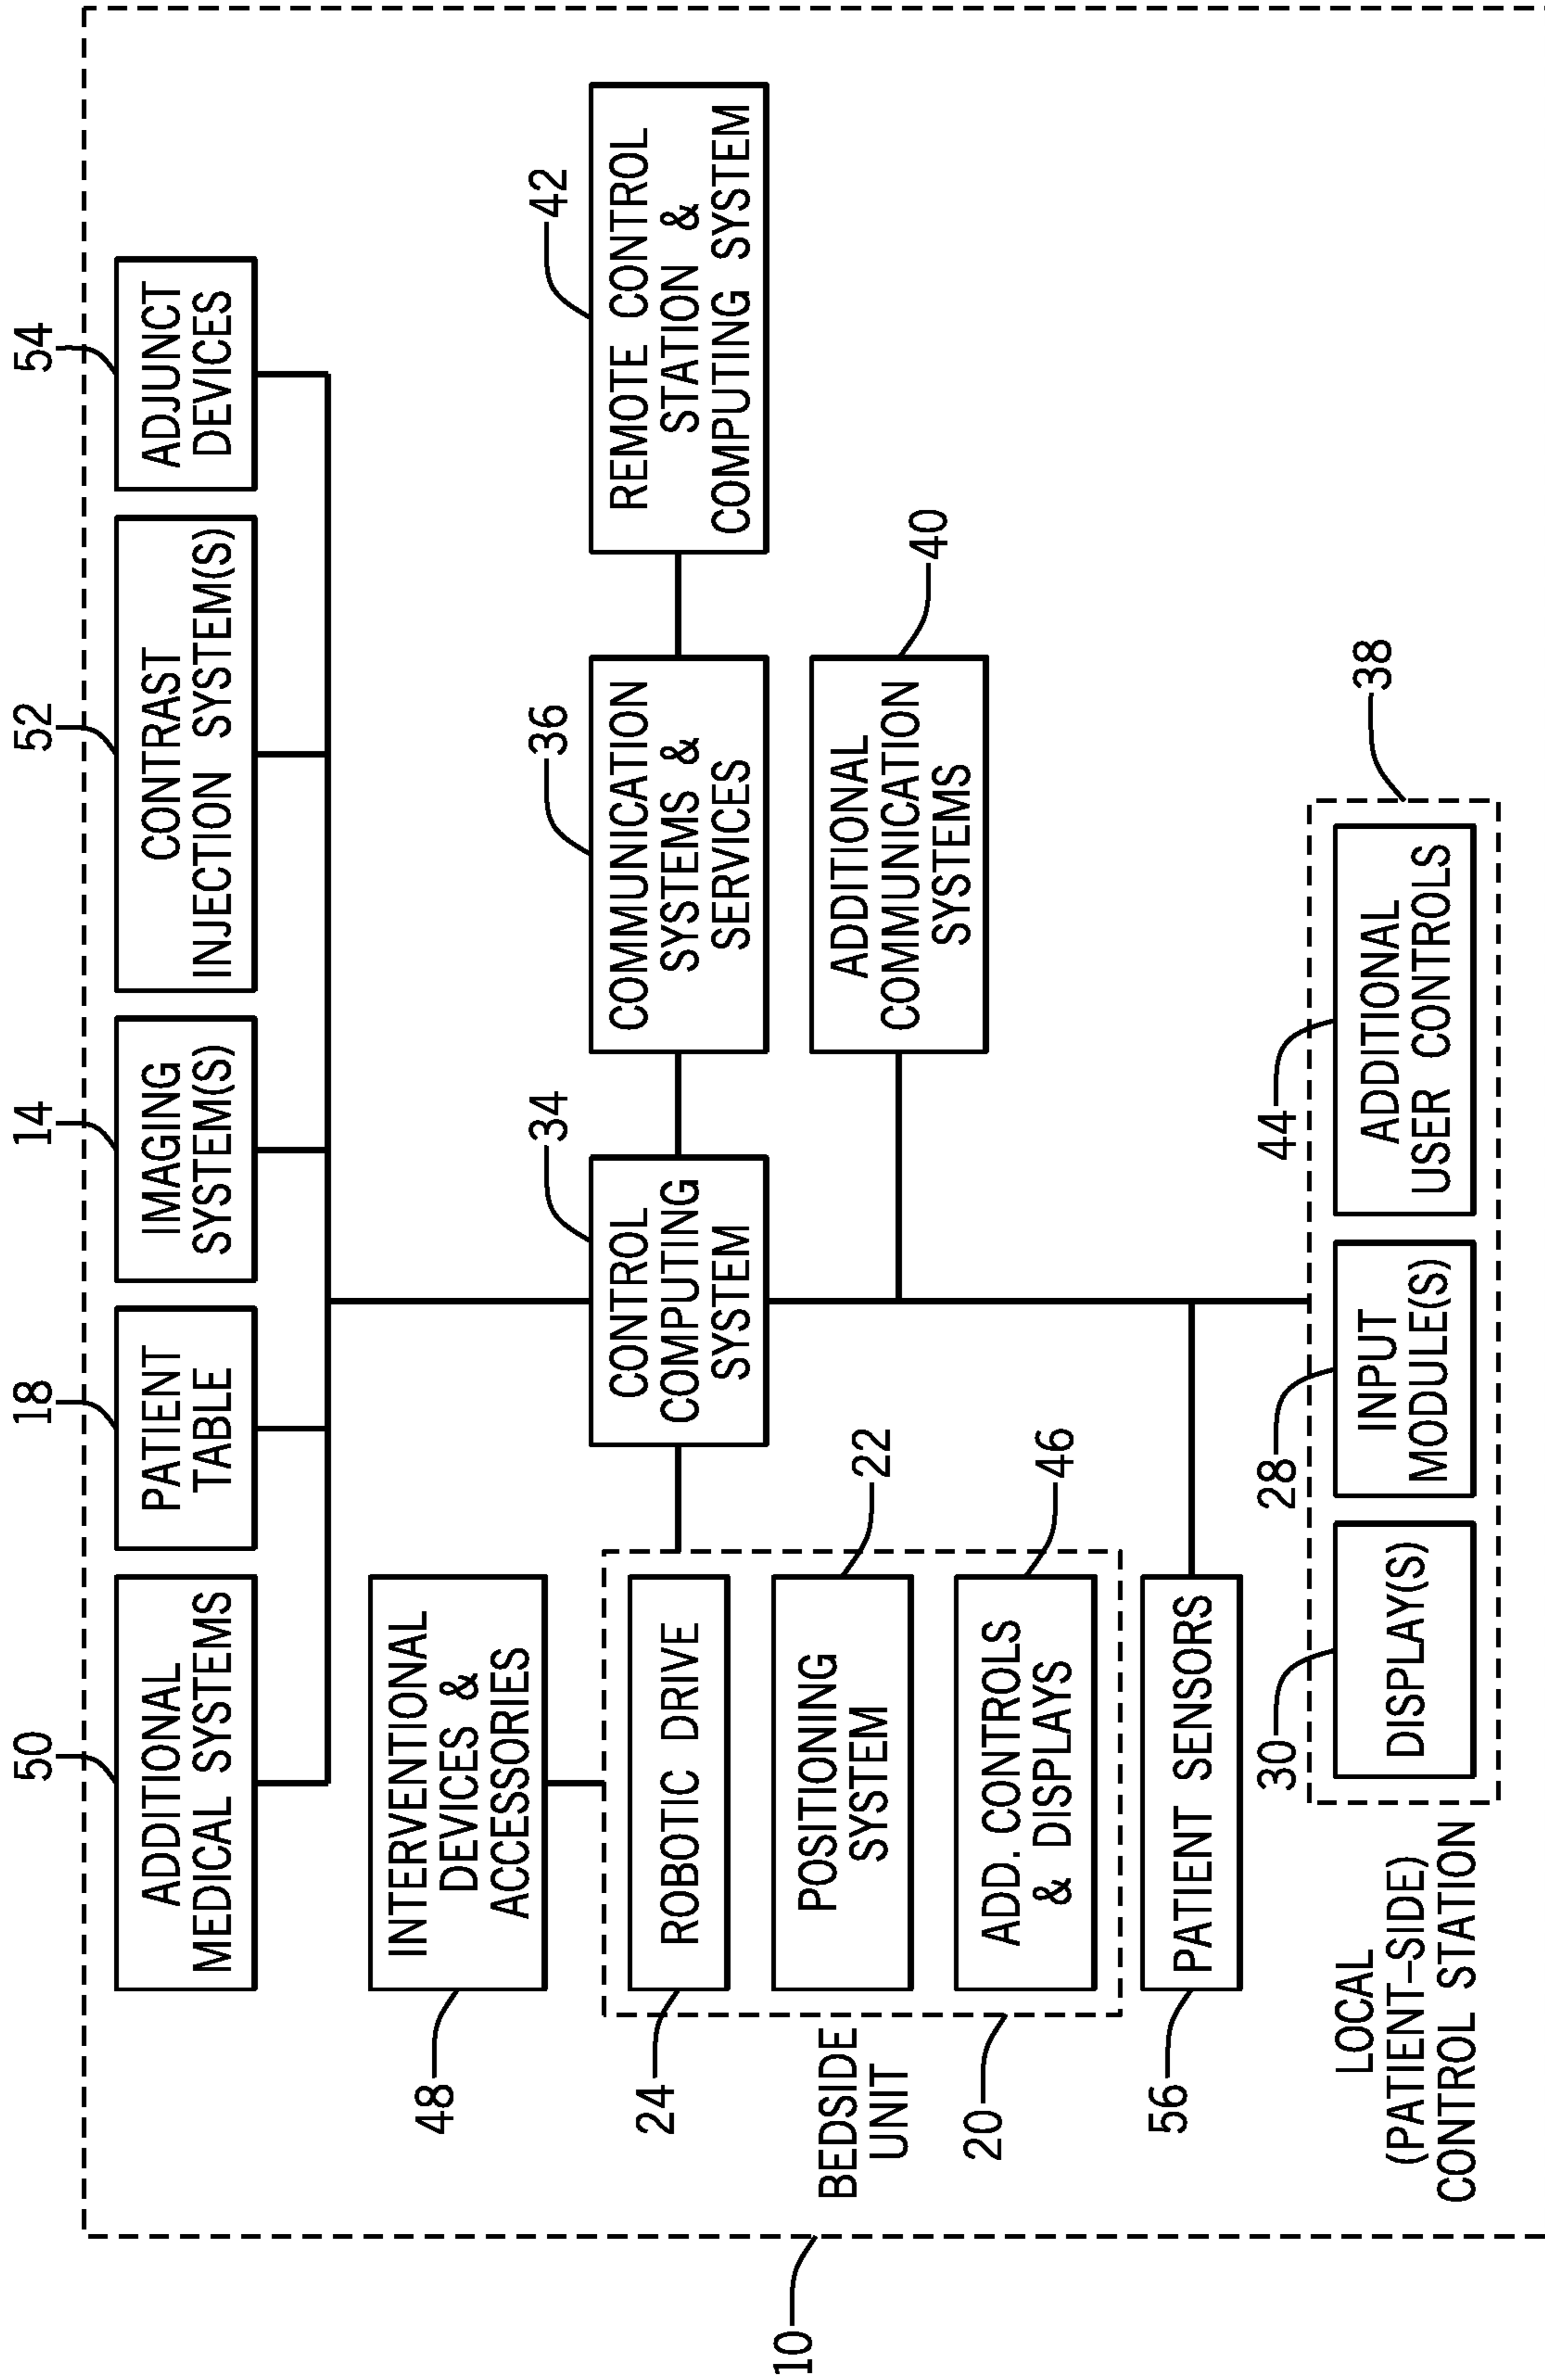 50
18
14
52
54
ADDITIONAL
MEDICAL SYSTEMS
PATIENT
TABLE
IMAGING
SYSTEM(S)
CONTRAST
INJECTION SYSTEM(S)
ADJUNCT
DEVICES
48
INTERVENTIONAL
DEVICES &
ACCESSORIES
34
36
42
24
ROBOTIC DRIVE
CONTROL
COMPUTING
SYSTEM
COMMUNICATION
SYSTEMS &
SERVICES
REMOTE CONTROL
STATION &
COMPUTING SYSTEM
10
BEDSIDE
UNIT
POSITIONING
SYSTEM
22
ADDITIONAL
COMMUNICATION
SYSTEMS
40
20
ADD. CONTROLS
& DISPLAYS
46
56
PATIENT SENSORS
30
28
44
LOCAL
(PATIENT-SIDE)
CONTROL STATION
DISPLAY(S)
INPUT
MODULE(S)
ADDITIONAL
USER CONTROLS
38